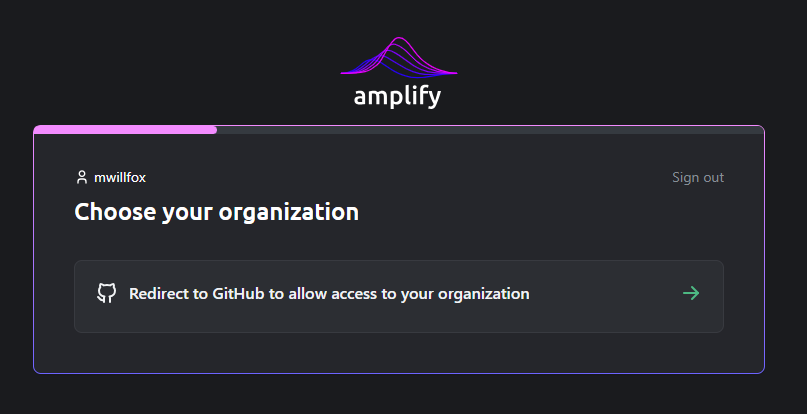 amplify
mwillfox
Sign out
Choose your organization
Redirect to GitHub to allow access to your organization